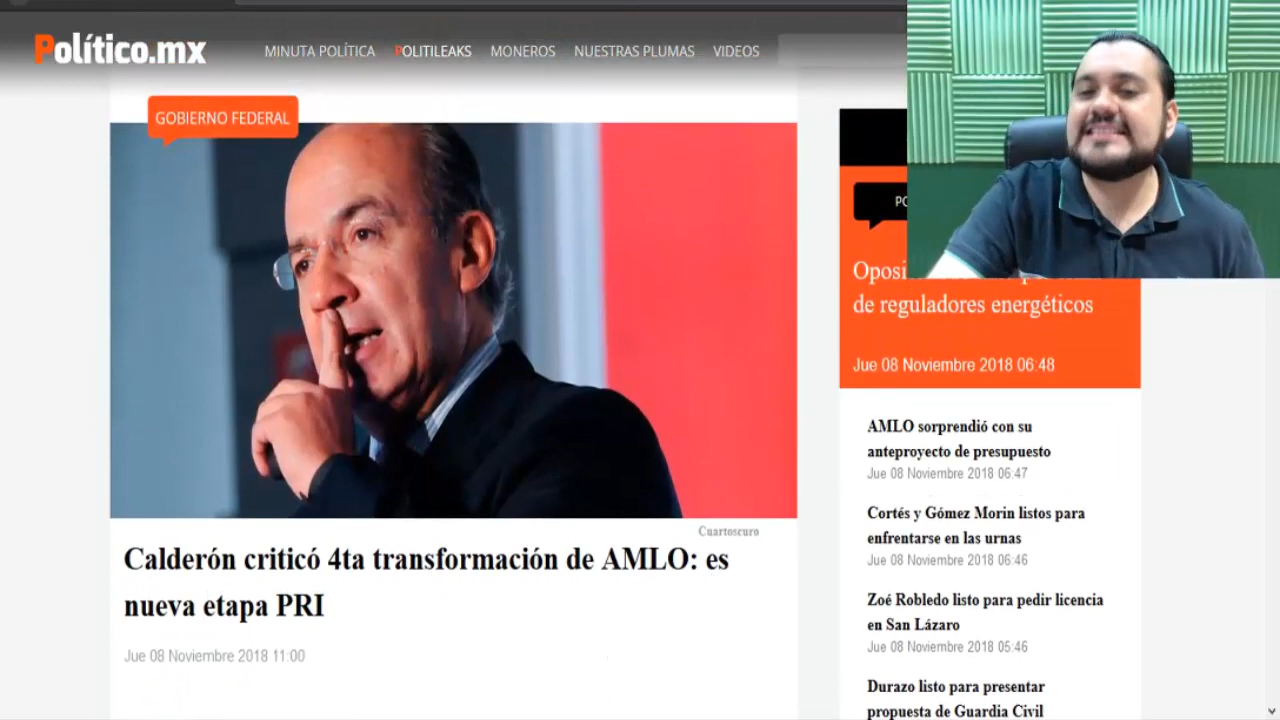 Político.mx
MINUTA POLÍTICA
POLITILEAKS
MONEROS
NUESTRAS PLUMAS
VIDEOS
GOBIERNO FEDERAL
Cuartoscuro
Calderón criticó 4ta transformación de AMLO: es
nueva etapa PRI
Jue 08 Noviembre 2018 11:00
de reguladores energéticos
Jue 08 Noviembre 2018 06:48
AMLO sorprendió con su
anteproyecto de presupuesto
Jue 08 Noviembre 2018 06:47
Cortés y Gómez Morin listos para
enfrentarse en las urnas
Jue 08 Noviembre 2018 06:46
Zoé Robledo listo para pedir licencia
en San Lázaro
Jue 08 Noviembre 2018 05:46
Durazo listo para presentar
propuesta de Guardia Civil